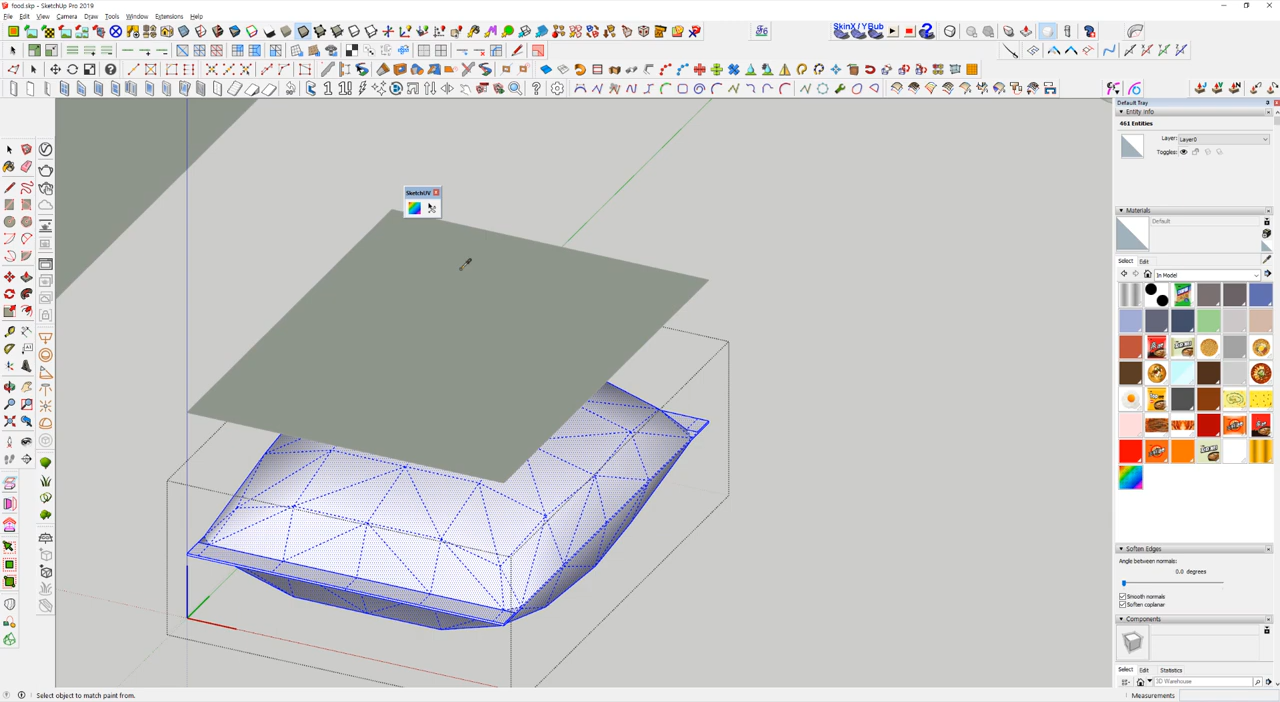 food.skp - SketchUp Pro 2019
File Edit View Camera Draw Tools Window Extensions Help
Default Tray
Entity Info
461 Entities
Layer: Layer0
Toggles:
SketchUV
Materials
Default
Select Edit
In Model
Soften Edges
Angle between normals:
0.0 degrees
Smooth normals
Soften coplanar
Components
Select Edit Statistics
3D Warehouse
Select object to match paint from.
Measurements